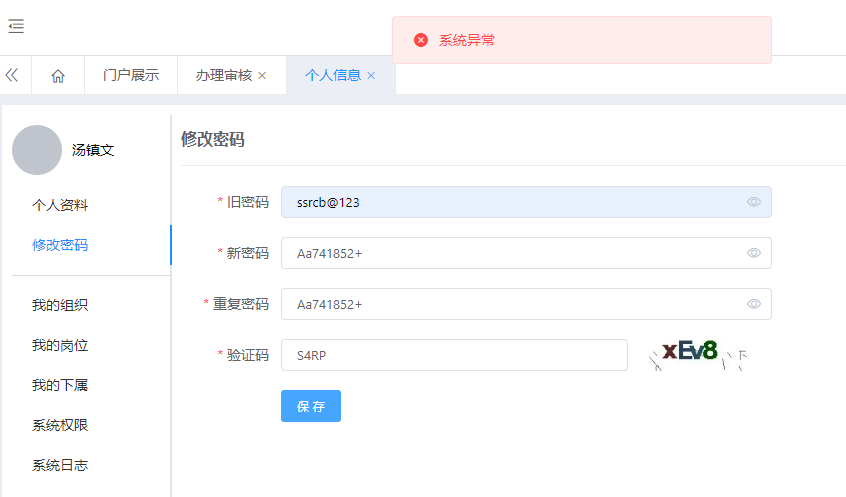 系统异常
门户展示 办理审核 个人信息
汤镇文
个人资料
修改密码
我的组织
我的岗位
我的下属
系统权限
系统日志
修改密码
* 旧密码 ssrcb@123
* 新密码 Aa741852+
* 重复密码 Aa741852+
* 验证码 S4RP xEv8
保存